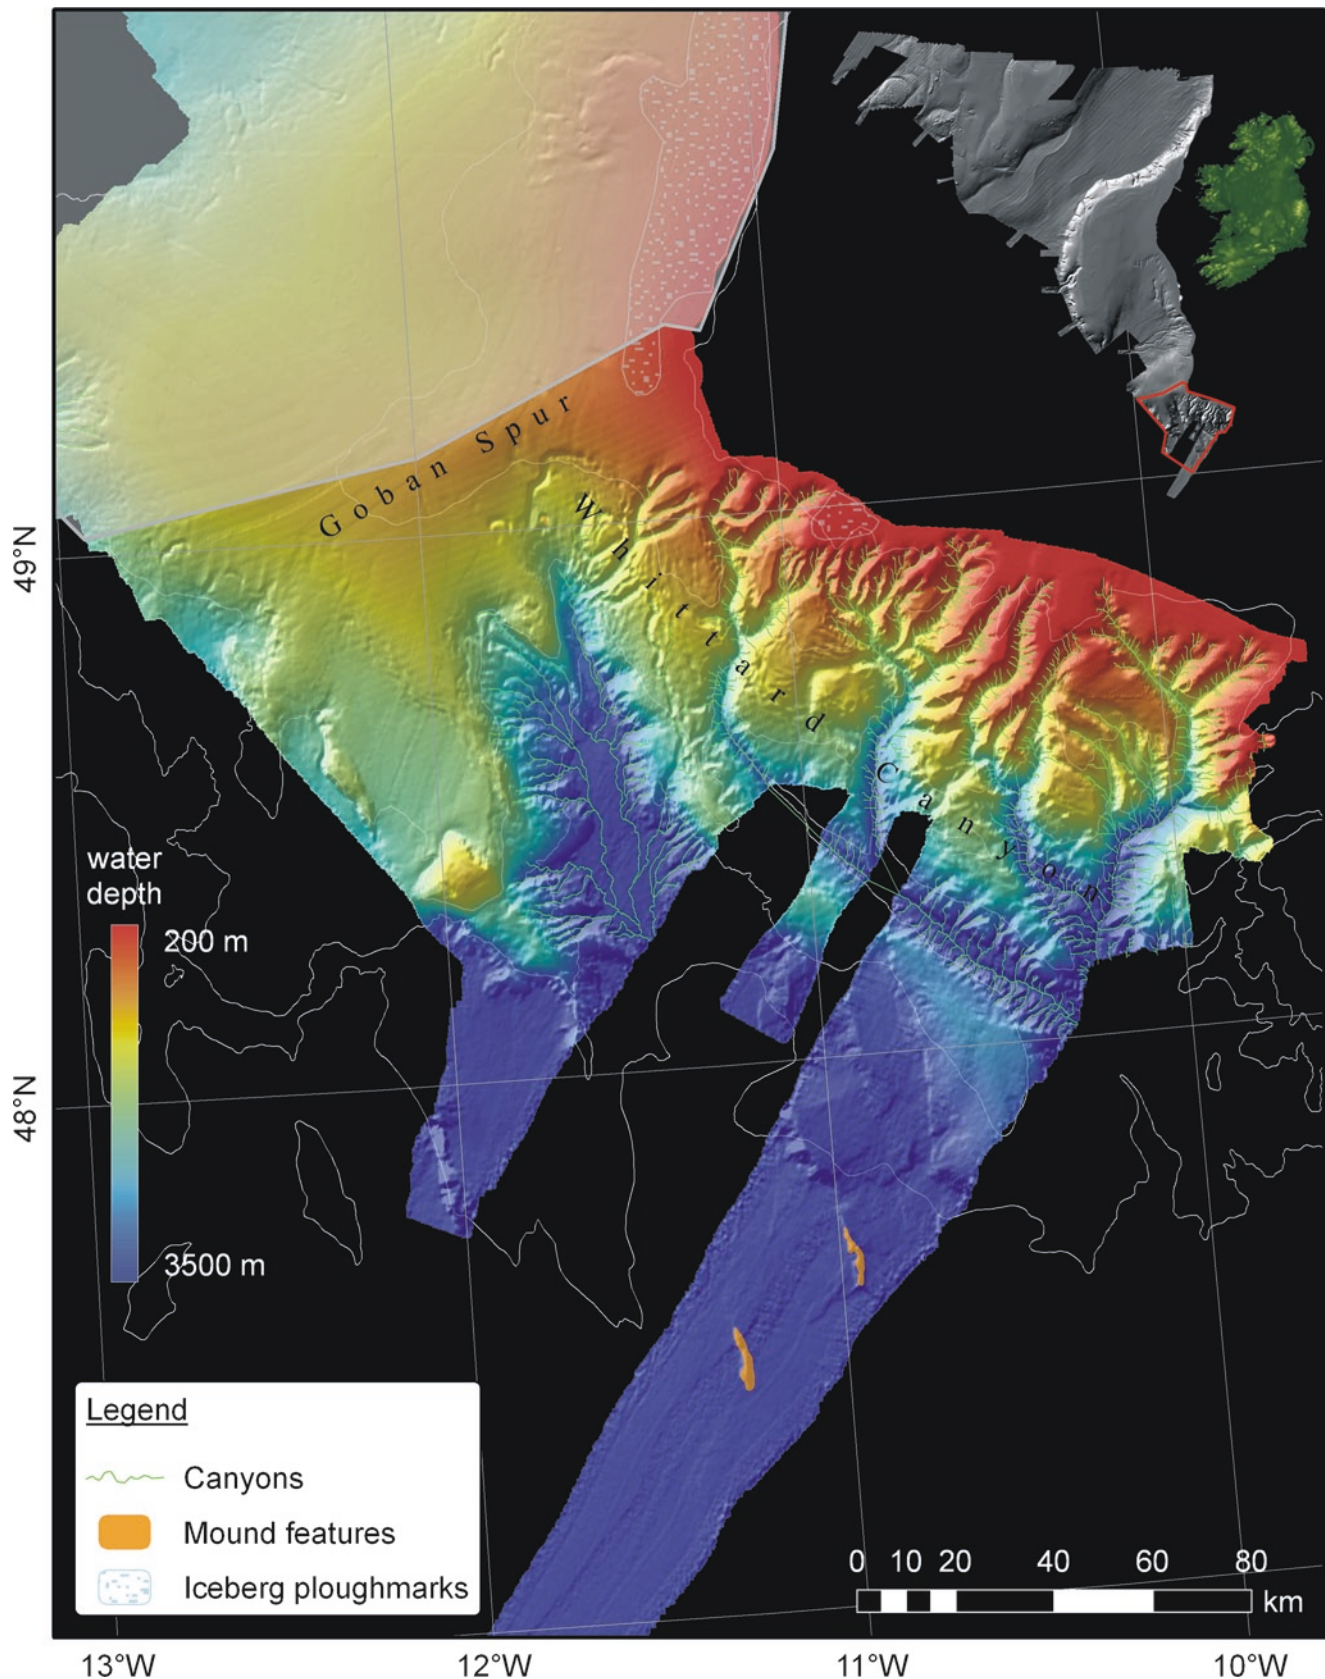 Goban Spur
Whittard Canyon
49°N
48°N
water
depth
200 m
3500 m
Legend
Canyons
Mound features
Iceberg ploughmarks
0 10 20 40 60 80
km
13°W 12°W 11°W 10°W